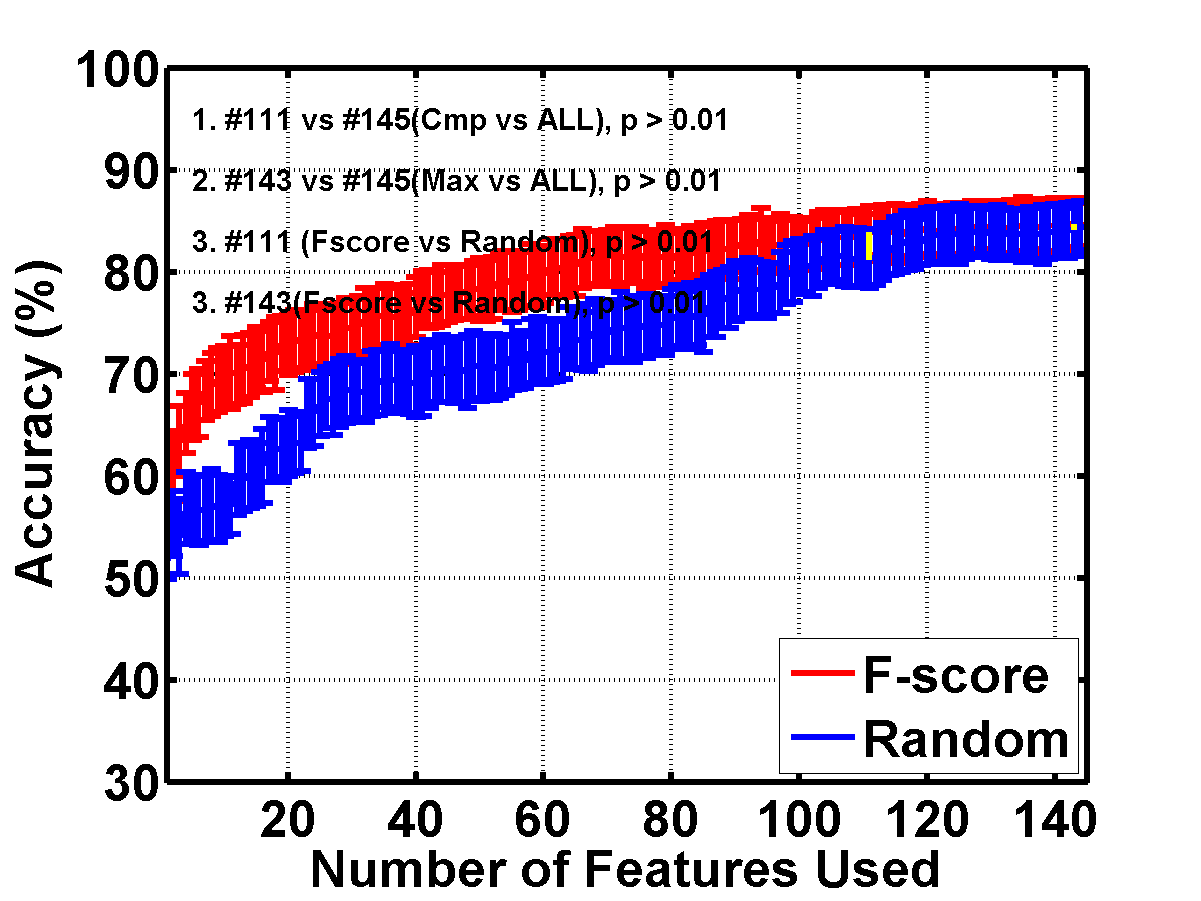 100
90
80
70
60
50
40
30
Accuracy (%)
1. #111 vs #145(Cmp vs ALL), p > 0.01
2. #143 vs #145(Max vs ALL), p > 0.01
3. #111 (Fscore vs Random), p > 0.01
3. #143(Fscore vs Random), p > 0.01
F-score
Random
20 40 60 80 100 120 140
Number of Features Used